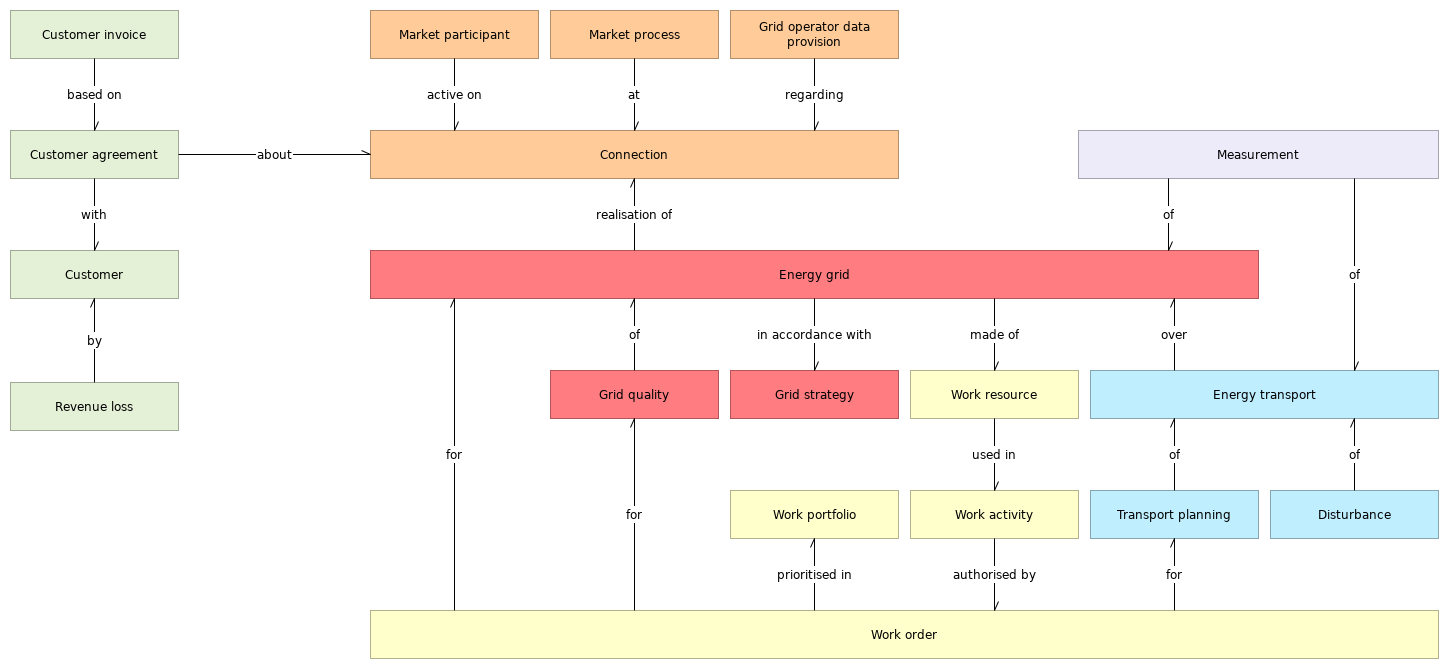 Customer invoice
Market participant
Market process
Grid operator data
provision
based on
active on
at
regarding
Customer agreement
about
Connection
Measurement
with
realisation of
of
Customer
Energy grid
of
by
of
in accordance with
made of
over
Revenue loss
Grid quality
Grid strategy
Work resource
Energy transport
for
used in
of
of
for
Work portfolio
Work activity
Transport planning
Disturbance
prioritised in
authorised by
for
Work order